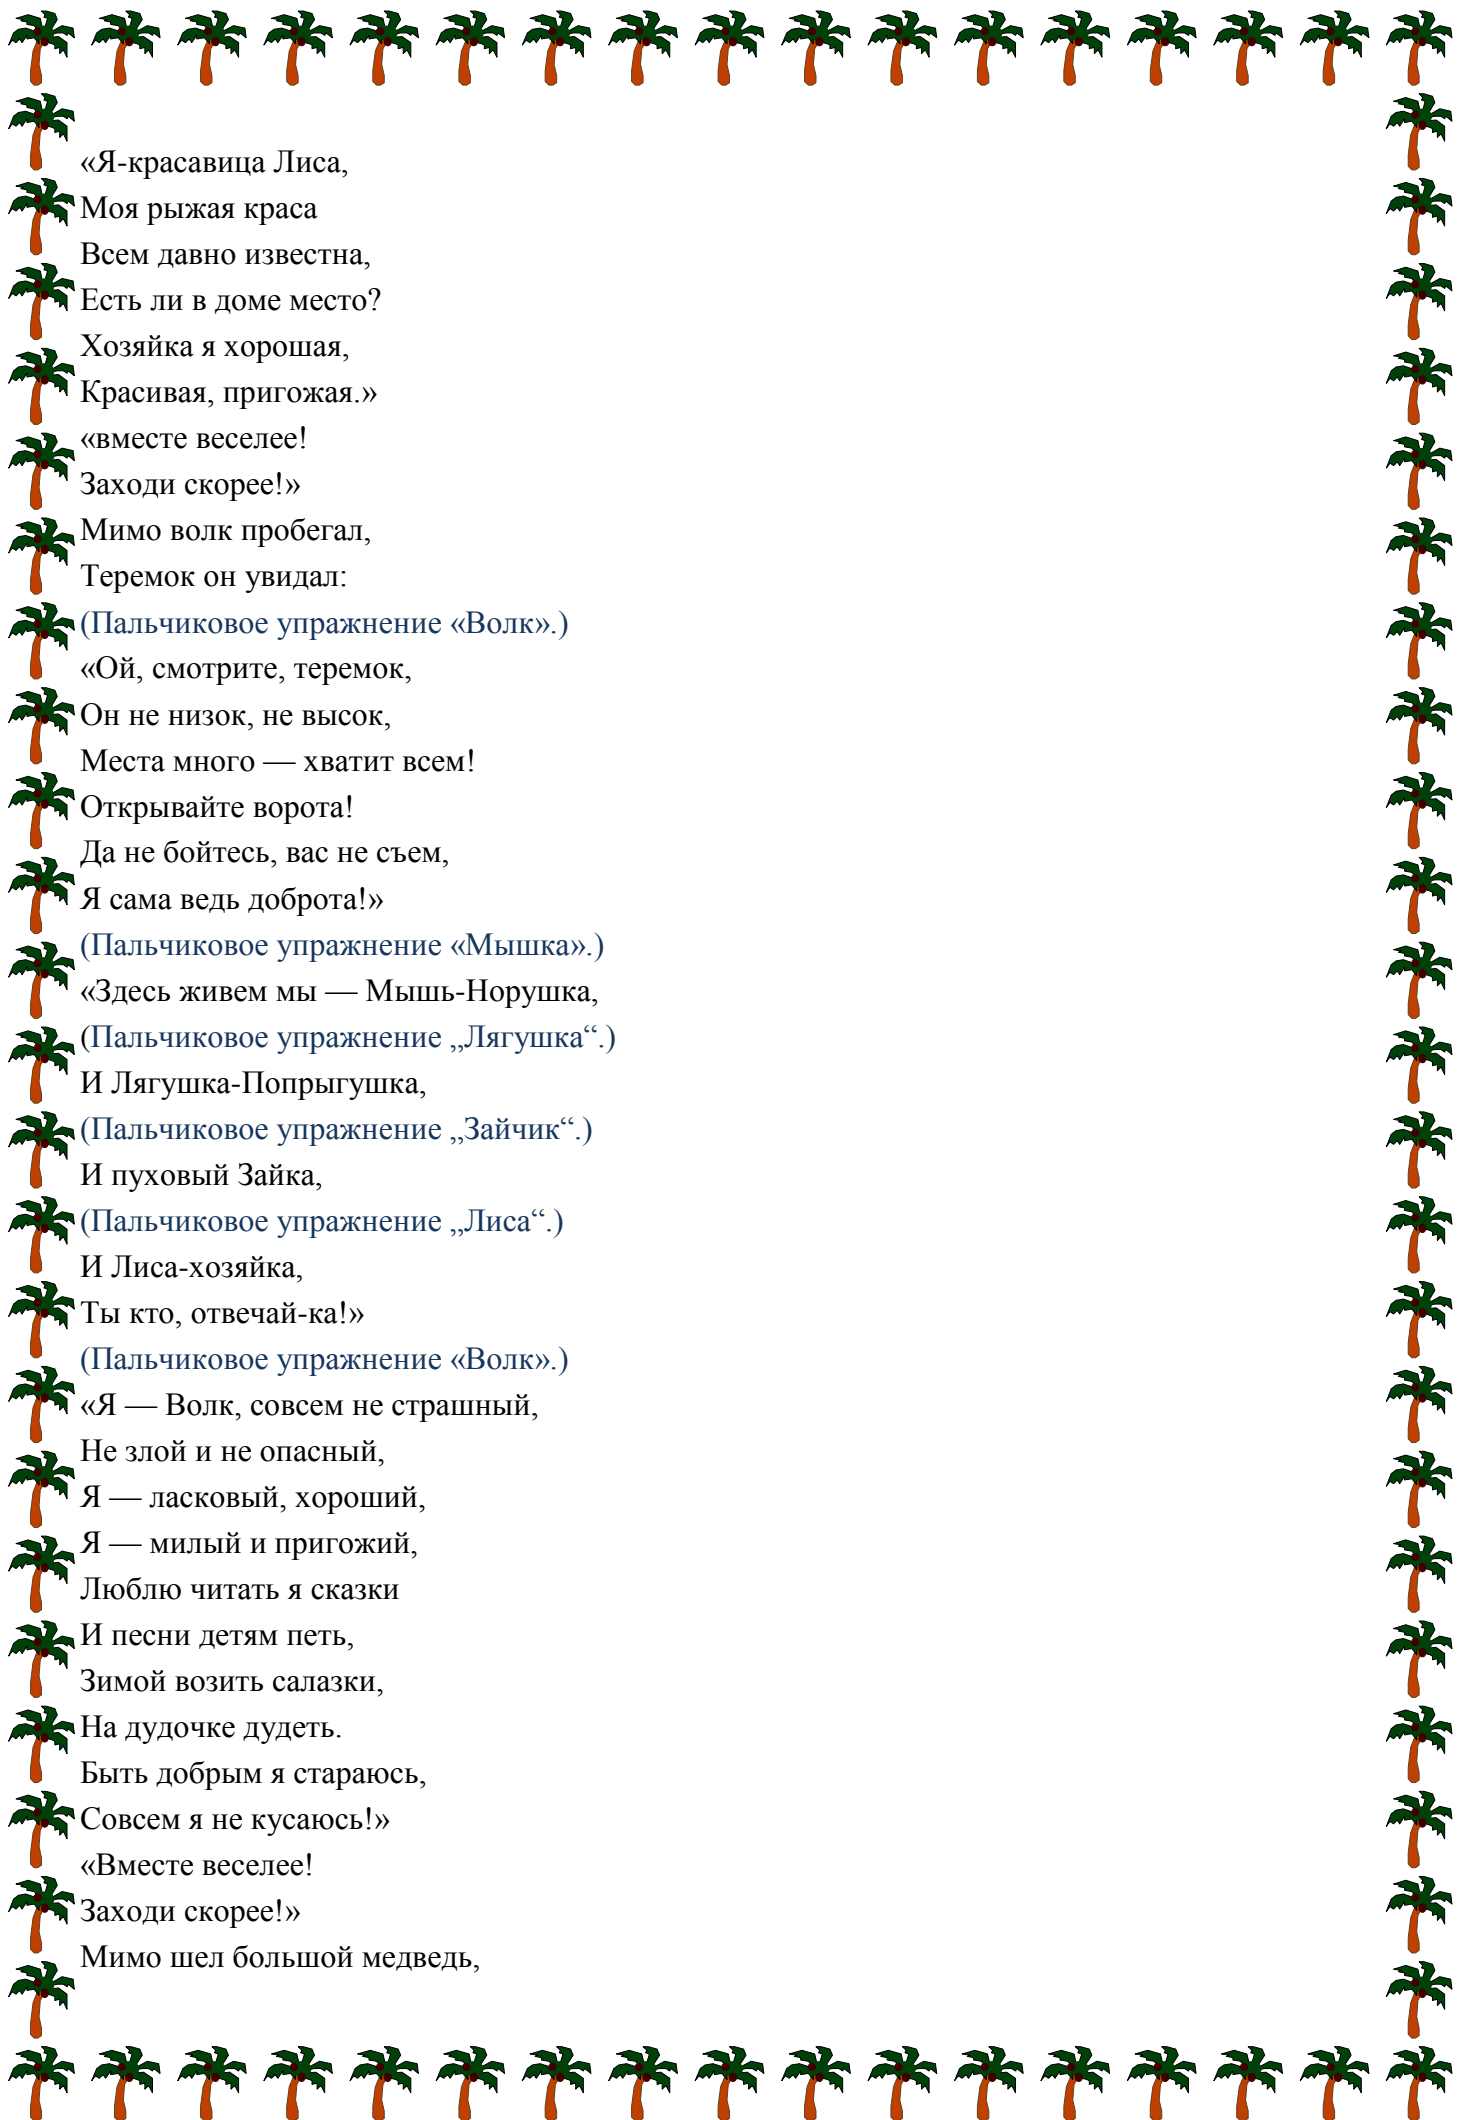 «Я-красавица Лиса,
Моя рыжая краса
Всем давно известна,
Есть ли в доме место?
Хозяйка я хорошая,
Красивая, пригожая.»
«вместе веселее!
Заходи скорее!»
Мимо волк пробегал,
Теремок он увидал:
(Пальчиковое упражнение «Волк».)
«Ой, смотрите, теремок,
Он не низок, не высок,
Места много — хватит всем!
Открывайте ворота!
Да не бойтесь, вас не съем,
Я сама ведь доброта!»
(Пальчиковое упражнение «Мышка».)
«Здесь живем мы — Мышь-Норушка,
(Пальчиковое упражнение „Лягушка“.)
И Лягушка-Попрыгушка,
(Пальчиковое упражнение „Зайчик“.)
И пуховый Зайка,
(Пальчиковое упражнение „Лиса“.)
И Лиса-хозяйка,
Ты кто, отвечай-ка!»
(Пальчиковое упражнение «Волк».)
«Я — Волк, совсем не страшный,
Не злой и не опасный,
Я — ласковый, хороший,
Я — милый и пригожий,
Люблю читать я сказки
И песни детям петь,
Зимой возить салазки,
На дудочке дудеть.
Быть добрым я стараюсь,
Совсем я не кусаюсь!»
«Вместе веселее!
Заходи скорее!»
Мимо шел большой медведь,